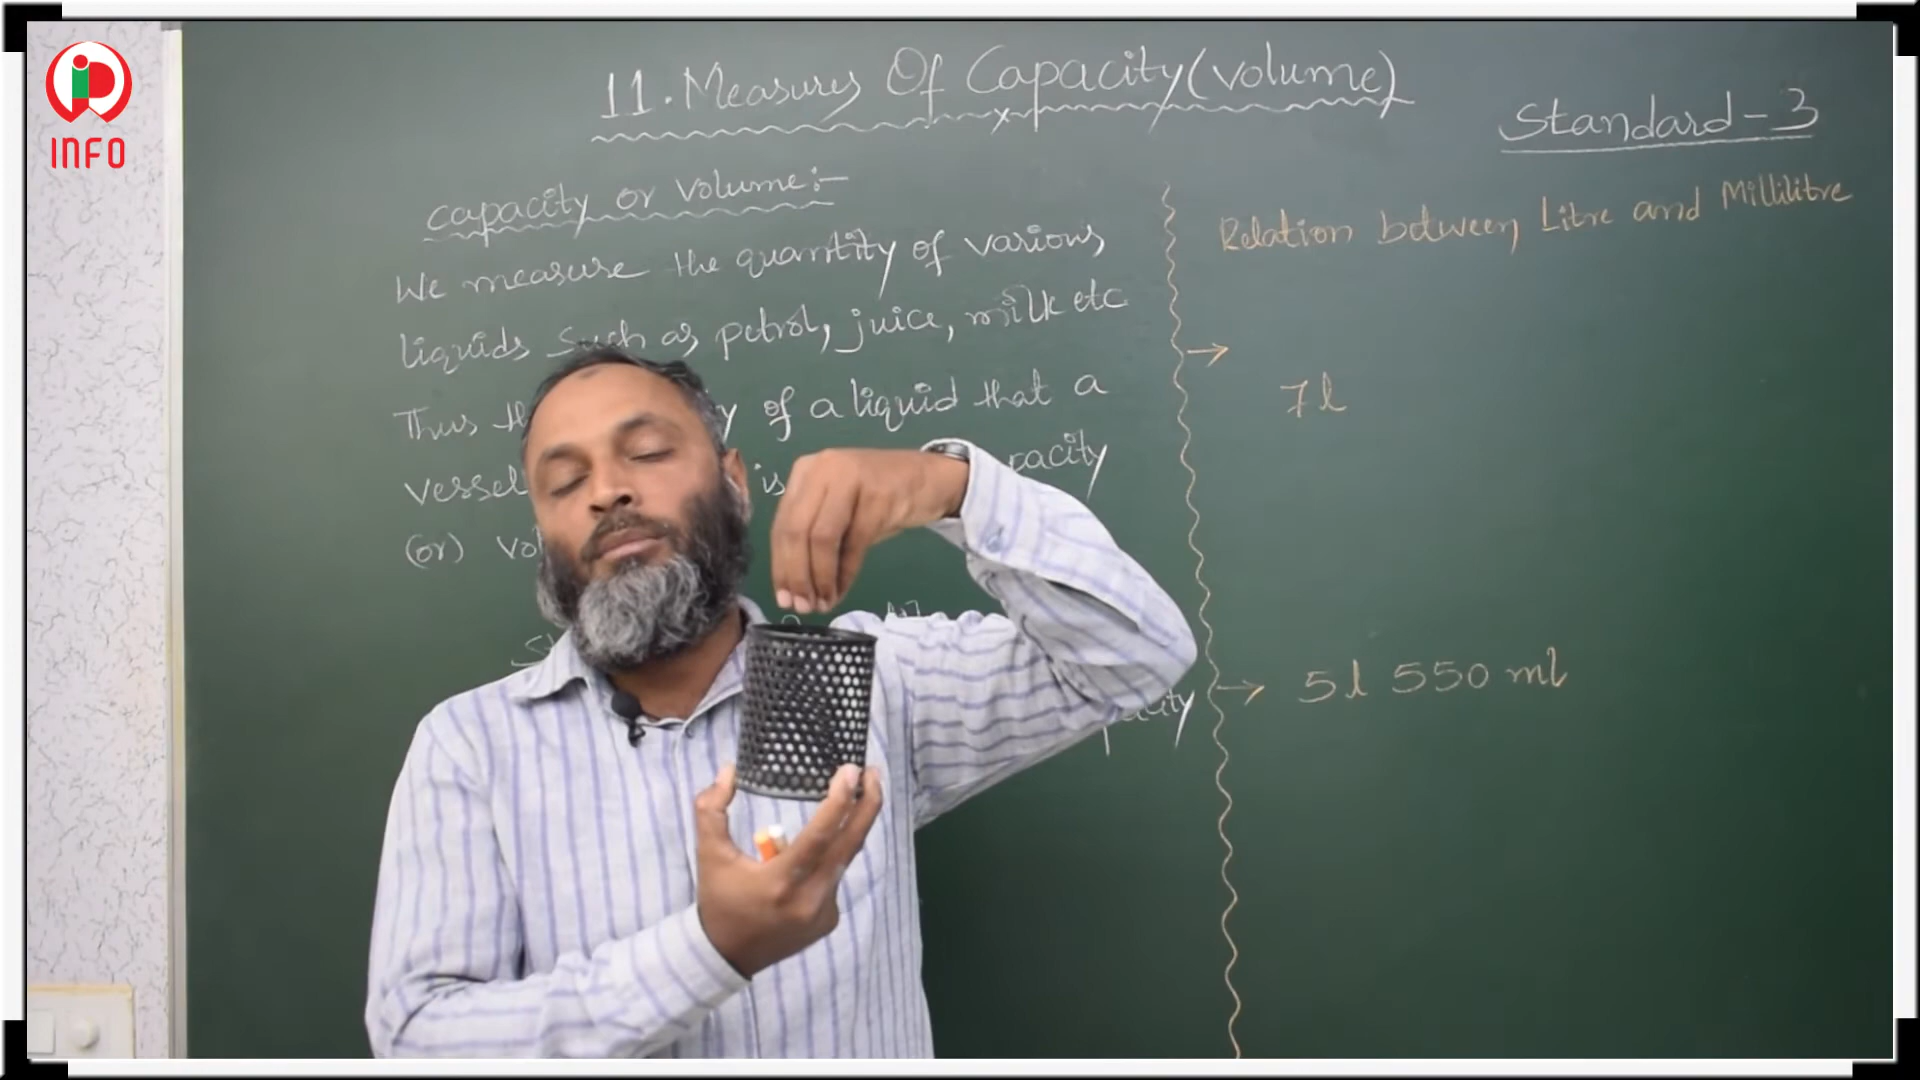 INFO
11. Measures Of Capacity (volume)
Standard - 3
capacity or volume:-
We measure the quantity of various
liquids such as petrol, juice, milk etc
Thus of a liquid that a
vessel is
(or)
Relation between Litre and Millilitre
→
7 l
→ 5 l 550 ml